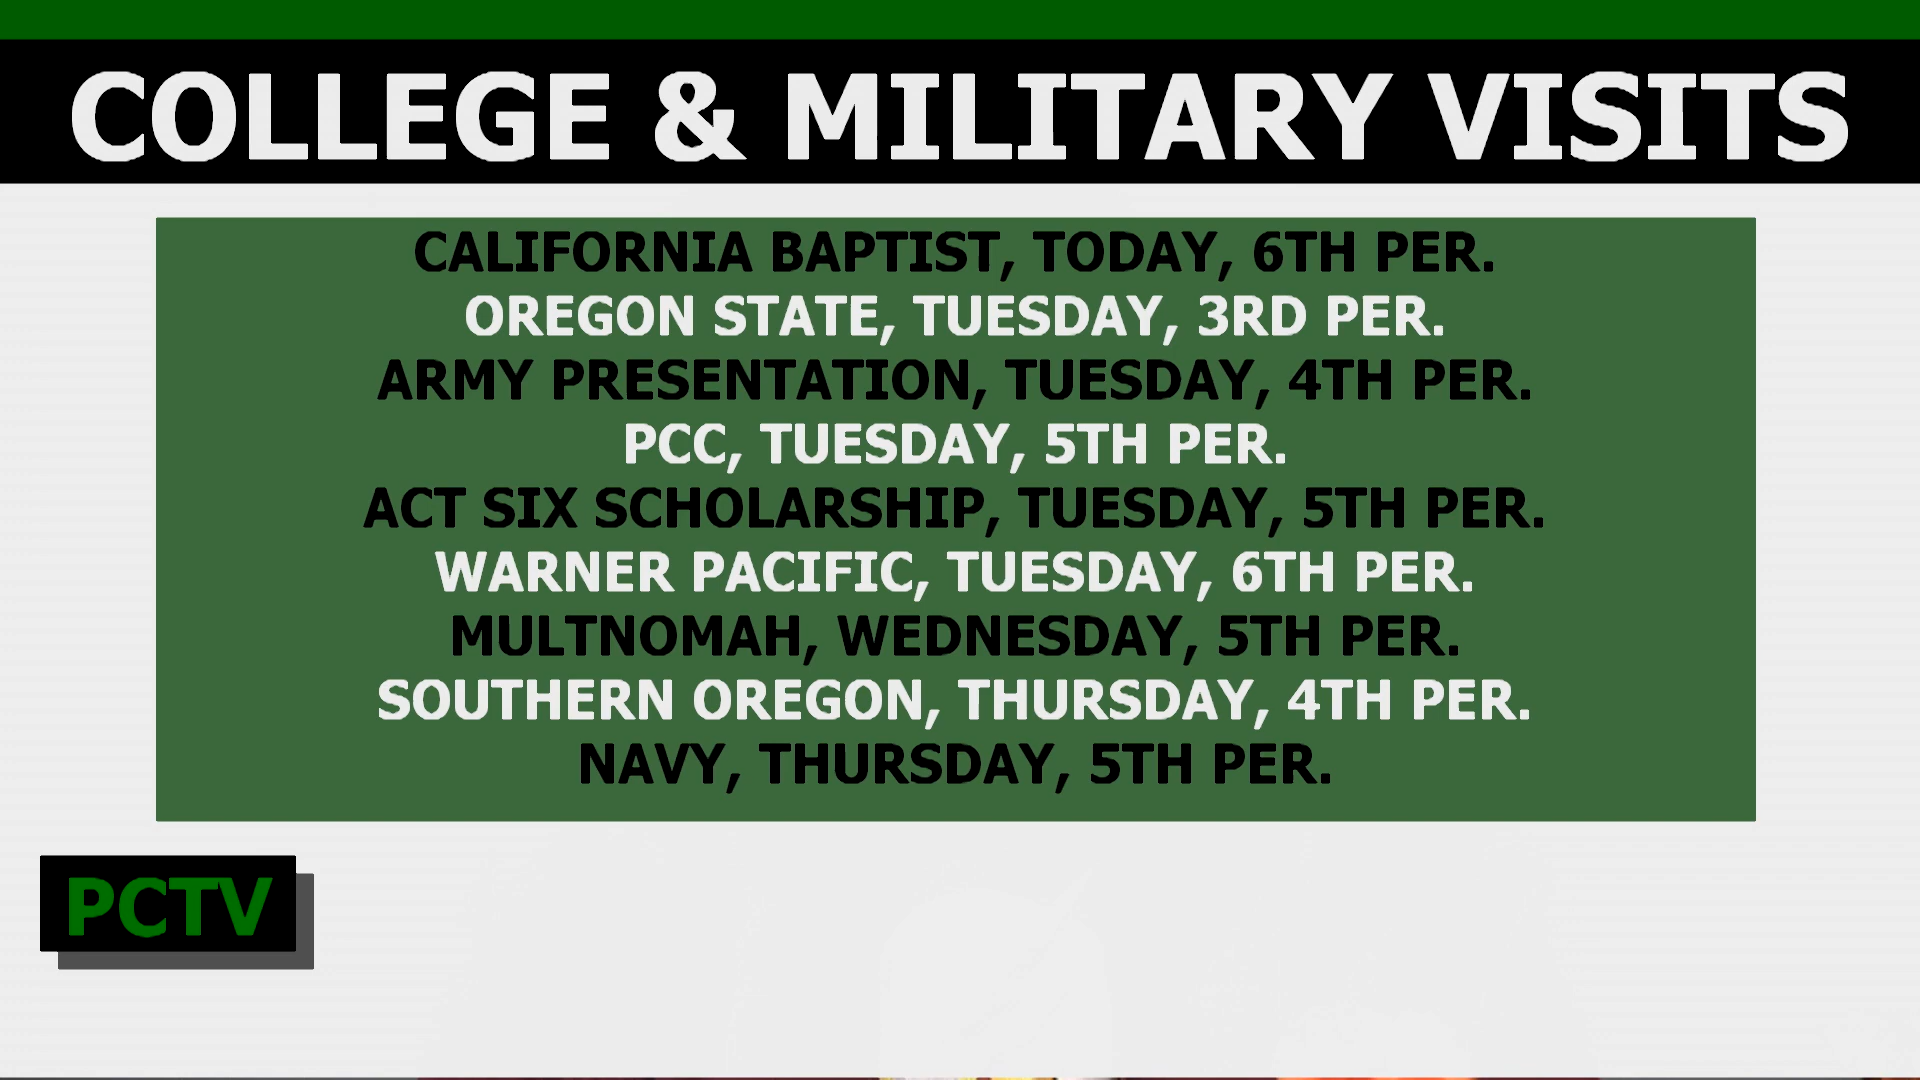 COLLEGE & MILITARY VISITS
CALIFORNIA BAPTIST, TODAY, 6TH PER.
OREGON STATE, TUESDAY, 3RD PER.
ARMY PRESENTATION, TUESDAY, 4TH PER.
PCC, TUESDAY, 5TH PER.
ACT SIX SCHOLARSHIP, TUESDAY, 5TH PER.
WARNER PACIFIC, TUESDAY, 6TH PER.
MULTNOMAH, WEDNESDAY, 5TH PER.
SOUTHERN OREGON, THURSDAY, 4TH PER.
NAVY, THURSDAY, 5TH PER.
PCTV